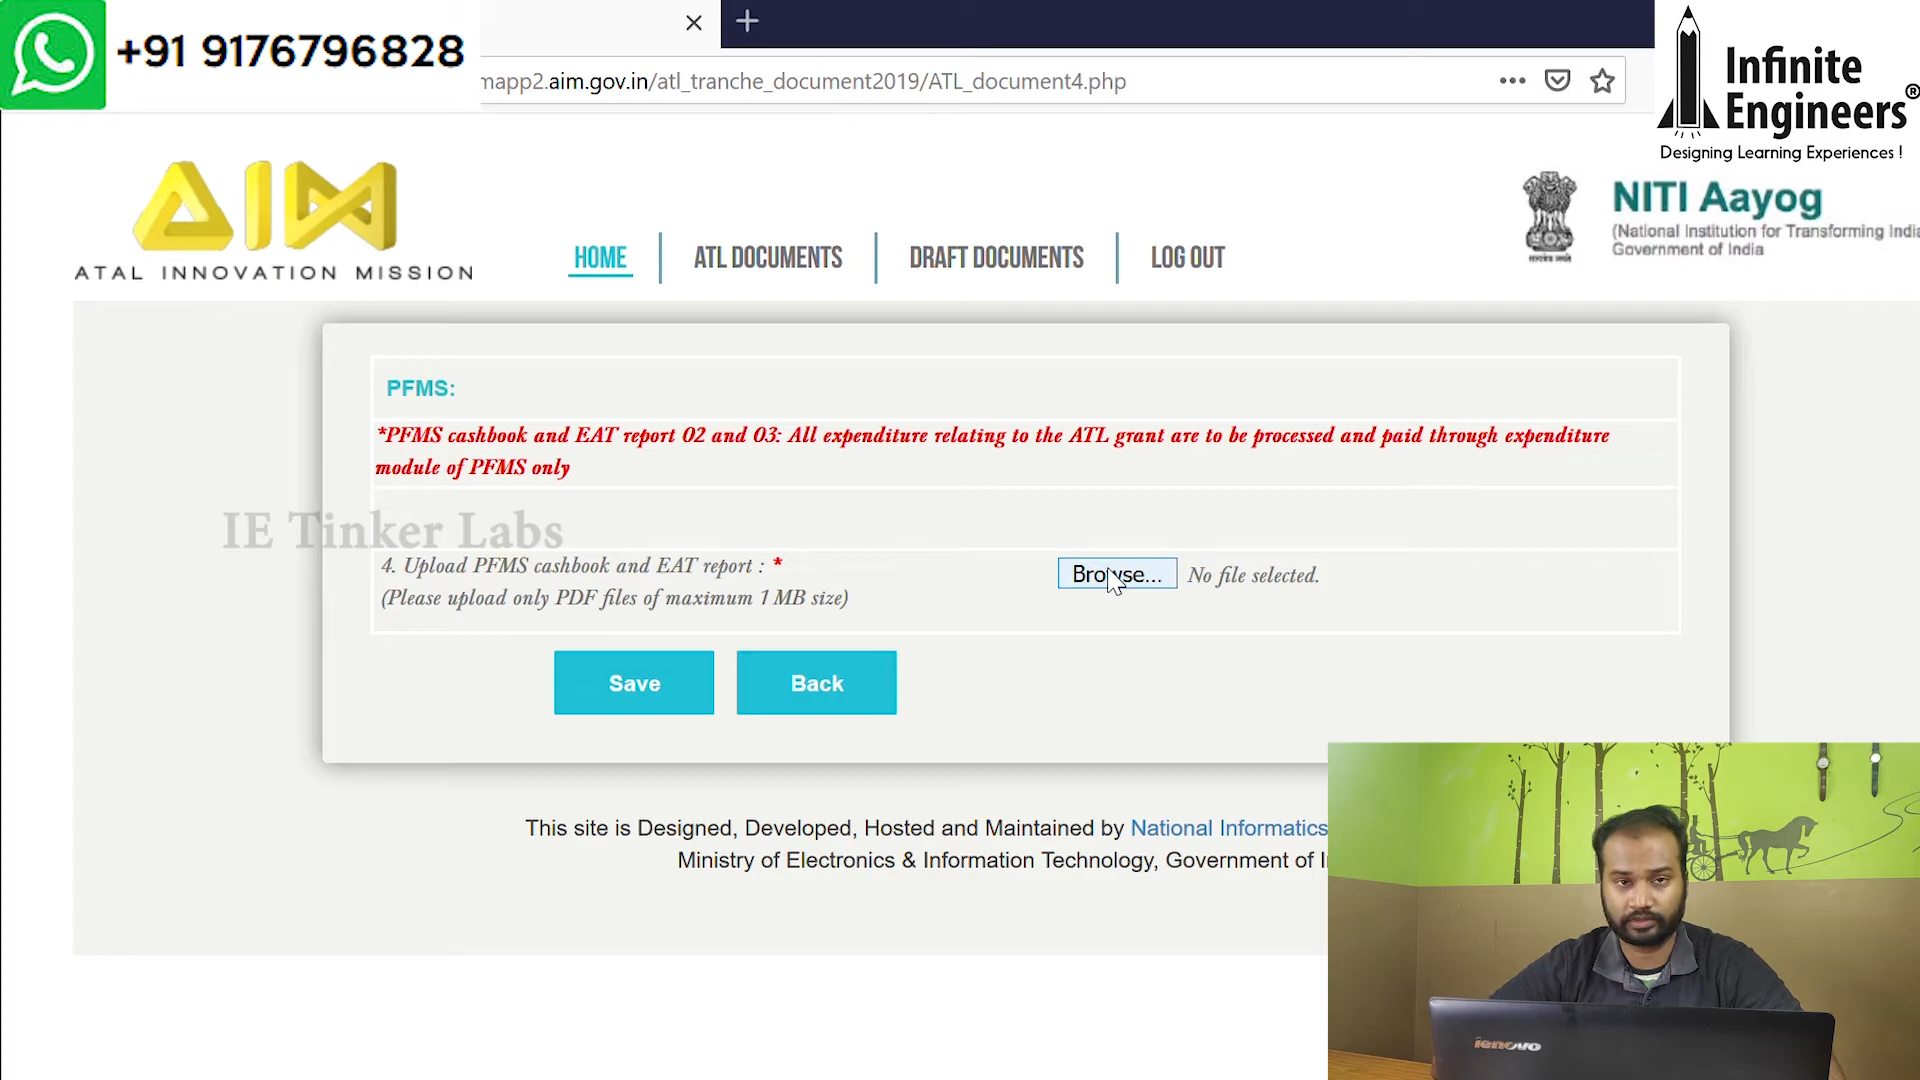 +91 9176796828
mapp2.aim.gov.in/atl_tranche_document2019/ATL_document4.php
Infinite
Engineers®
Designing Learning Experiences !
ATAL INNOVATION MISSION
HOME
ATL DOCUMENTS
DRAFT DOCUMENTS
LOG OUT
NITI Aayog
(National Institution for Transforming India
Government of India
PFMS:
*PFMS cashbook and EAT report 02 and 03: All expenditure relating to the ATL grant are to be processed and paid through expenditure
module of PFMS only
IE Tinker Labs
4. Upload PFMS cashbook and EAT report : *
Browse... No file selected.
(Please upload only PDF files of maximum 1 MB size)
Save
Back
This site is Designed, Developed, Hosted and Maintained by National Informatics
Ministry of Electronics & Information Technology, Government of I
lenovo